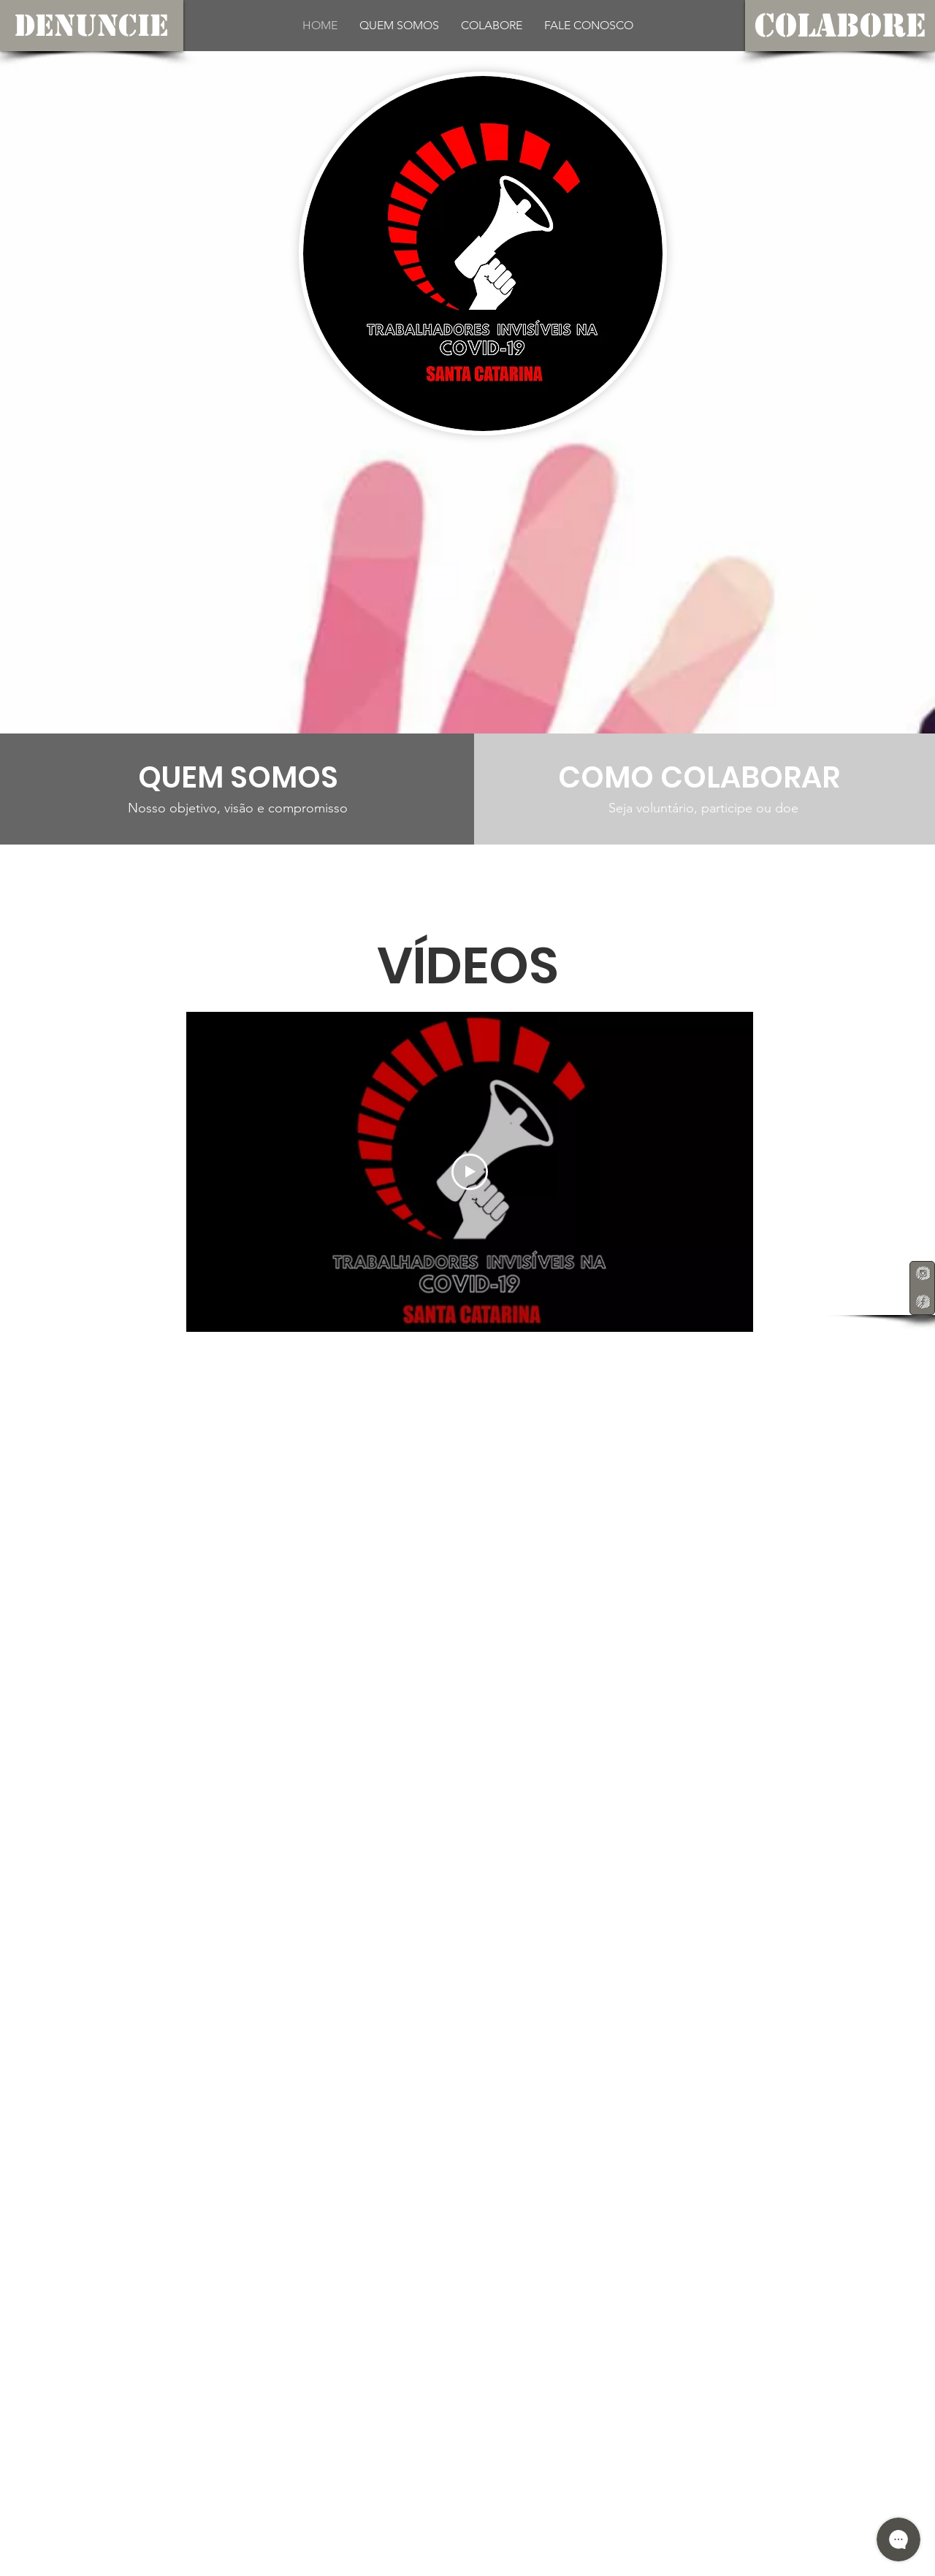 DENUNCIE
HOME QUEM SOMOS COLABORE FALE CONOSCO
COLABORE
TRABALHADORES INVISÍVEIS NA
COVID-19
SANTA CATARINA
QUEM SOMOS
Nosso objetivo, visão e compromisso
COMO COLABORAR
Seja voluntário, participe ou doe
VÍDEOS
TRABALHADORES INVISÍVEIS NA
COVID-19
SANTA CATARINA